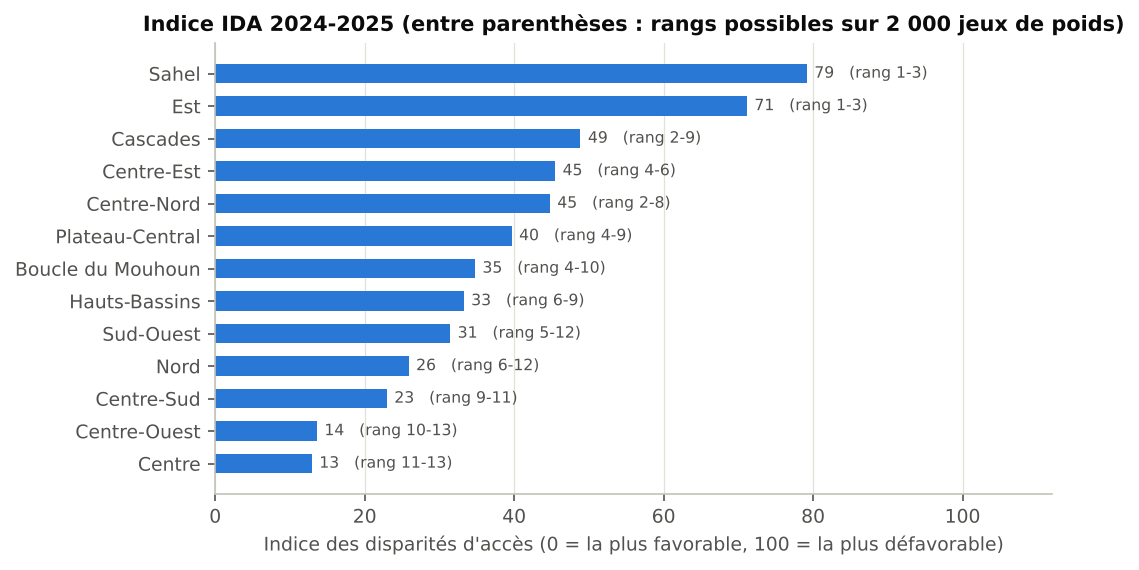 Indice IDA 2024-2025 (entre parenthèses : rangs possibles sur 2 000 jeux de poids)
Sahel 79 (rang 1-3)
Est 71 (rang 1-3)
Cascades 49 (rang 2-9)
Centre-Est 45 (rang 4-6)
Centre-Nord 45 (rang 2-8)
Plateau-Central 40 (rang 4-9)
Boucle du Mouhoun 35 (rang 4-10)
Hauts-Bassins 33 (rang 6-9)
Sud-Ouest 31 (rang 5-12)
Nord 26 (rang 6-12)
Centre-Sud 23 (rang 9-11)
Centre-Ouest 14 (rang 10-13)
Centre 13 (rang 11-13)
0 20 40 60 80 100
Indice des disparités d'accès (0 = la plus favorable, 100 = la plus défavorable)